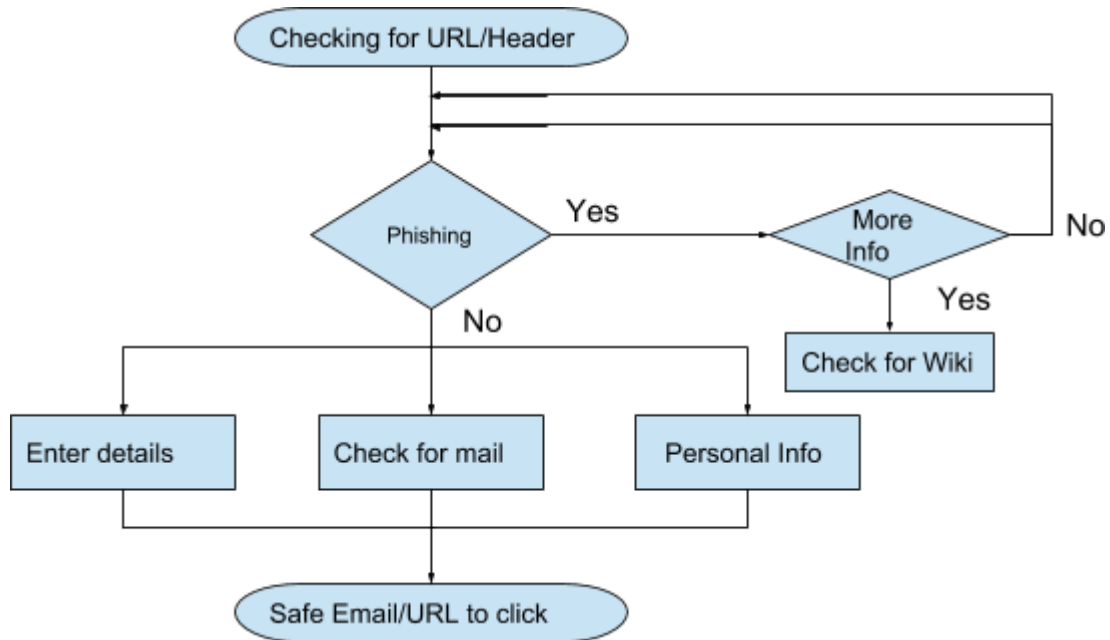 Checking for URL/Header
Phishing
Yes
More
Info
No
Yes
No
Check for Wiki
Enter details
Check for mail
Personal Info
Safe Email/URL to click